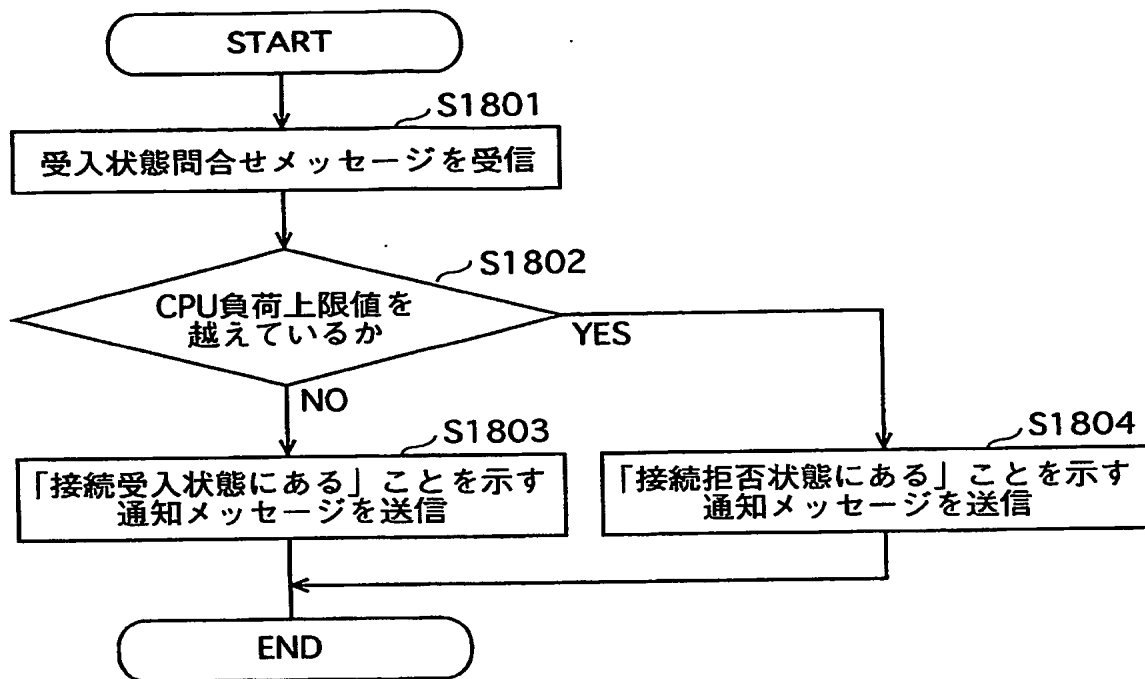 START
S1801
受入状態問合せメッセージを受信
S1802
CPU負荷上限値を
越えているか
YES
NO
S1803
「接続受入状態にある」ことを示す
通知メッセージを送信
S1804
「接続拒否状態にある」ことを示す
通知メッセージを送信
END